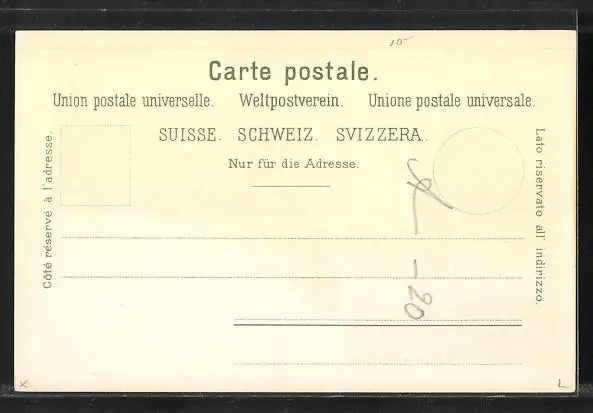 10
Carte postale.
Union postale universelle. Weltpostverein. Unione postale universale.
SUISSE. SCHWEIZ. SVIZZERA.
Nur für die Adresse.
Côté réservé à l'adresse.
Lato riservato all' indirizzo.
-20
x
L